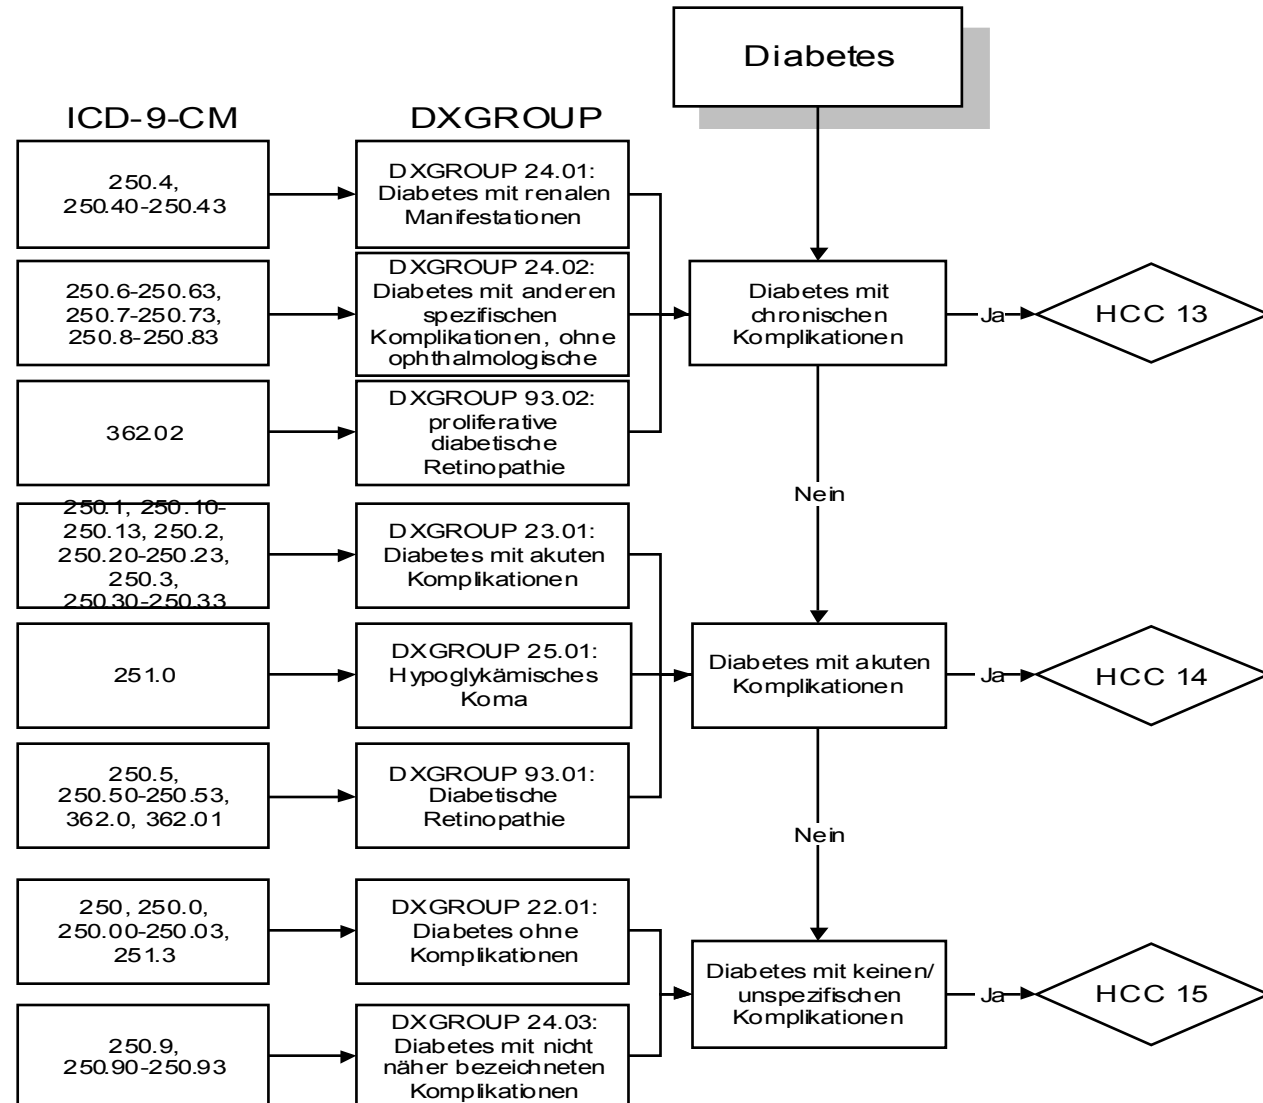 Diabetes
ICD-9-CM
DXGROUP
250.4,
250.40-250.43
DXGROUP 24.01:
Diabetes mit renalen
Manifestationen
250.6-250.63,
250.7-250.73,
250.8-250.83
DXGROUP 24.02:
Diabetes mit anderen
spezifischen
Komplikationen, ohne
ophthalmologische
Diabetes mit
chronischen
Komplikationen
Ja
HCC 13
362.02
DXGROUP 93.02:
proliferative
diabetische
Retinopathie
Nein
250.1, 250.10-
250.13, 250.2,
250.20-250.23,
250.3,
250.30-250.33
DXGROUP 23.01:
Diabetes mit akuten
Komplikationen
251.0
DXGROUP 25.01:
Hypoglykämisches
Koma
Diabetes mit akuten
Komplikationen
Ja
HCC 14
250.5,
250.50-250.53,
362.0, 362.01
DXGROUP 93.01:
Diabetische
Retinopathie
Nein
250, 250.0,
250.00-250.03,
251.3
DXGROUP 22.01:
Diabetes ohne
Komplikationen
Diabetes mit keinen/
unspezifischen
Komplikationen
Ja
HCC 15
250.9,
250.90-250.93
DXGROUP 24.03:
Diabetes mit nicht
näher bezeichneten
Komplikationen